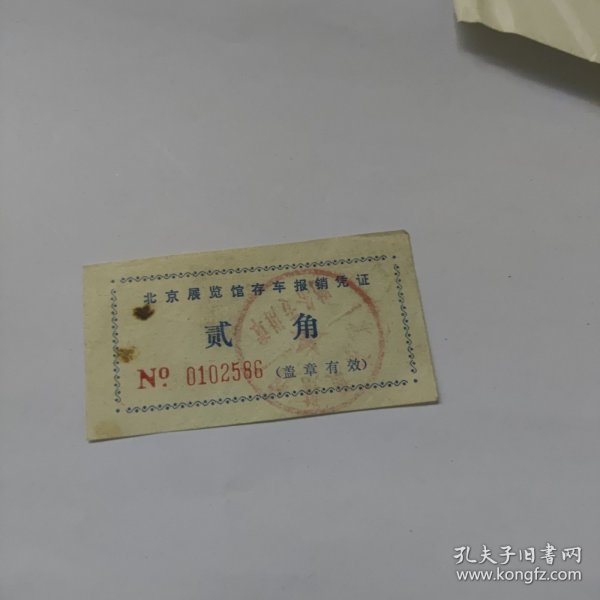 北京展览馆存车报销凭证
贰角
No. 0102586 (盖章有效)
孔夫子旧書网
www.kongfz.com